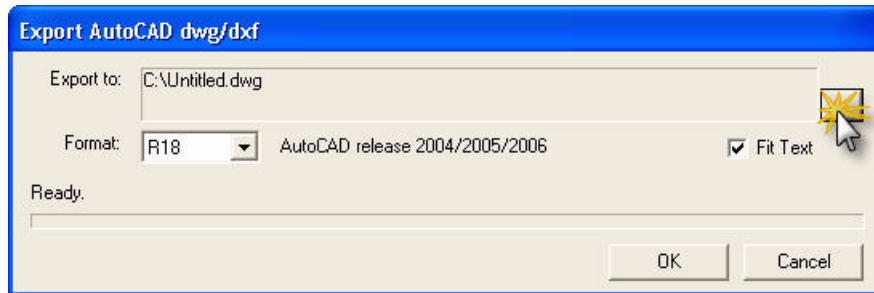 Export AutoCAD dwg/dxf
Export to: C:\Untitled.dwg
Format: R18 AutoCAD release 2004/2005/2006 Fit Text
Ready.
OK Cancel